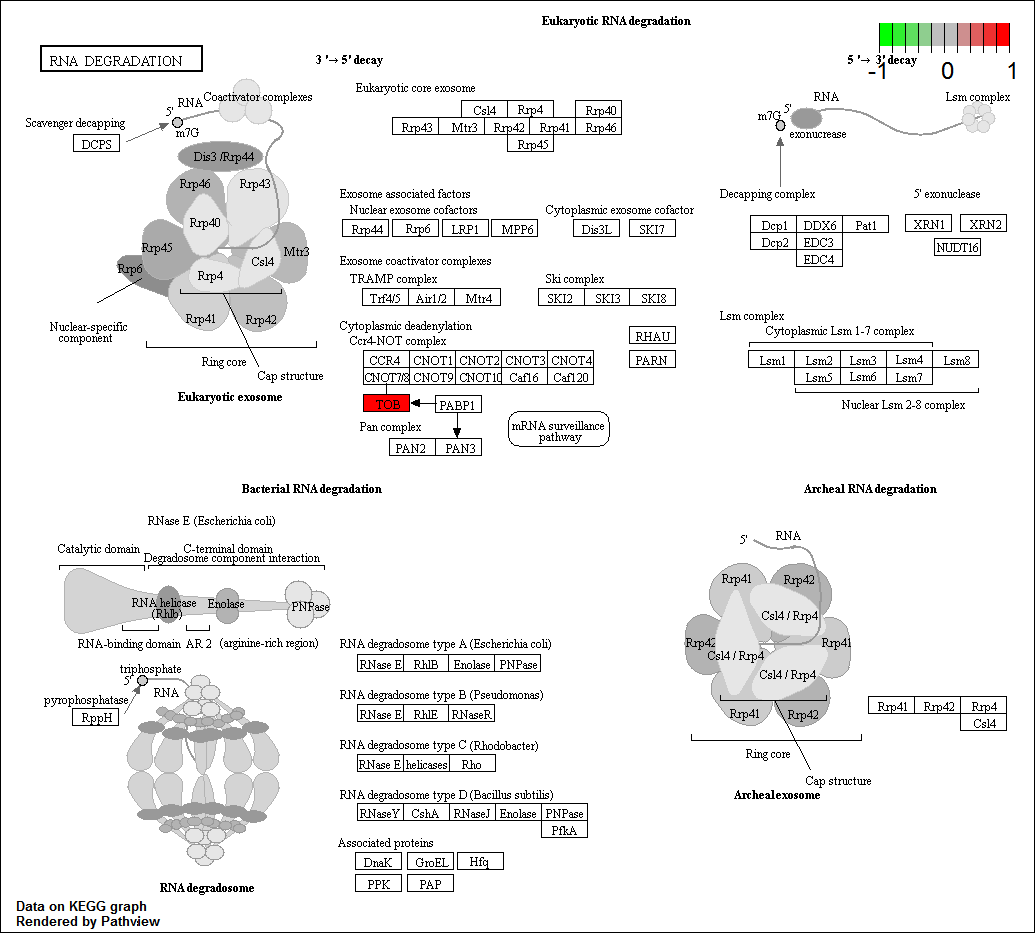 Eukaryotic RNA degradation
RNA DEGRADATION
3 '→ 5' decay
5 '→ 3' decay
-1 0 1
Eukaryotic core exosome
Csl4 Rrp4 Rrp40
Rrp43 Mtr3 Rrp42 Rrp41 Rrp46
Rrp45
Coactivator complexes
RNA
5'
m7G
Scavenger decapping
DCPS
Dis3 /Rrp44
Rrp46 Rrp43
Rrp40
Rrp45 Csl4 Mtr3
Rrp6 Rrp4
Rrp41 Rrp42
Nuclear-specific
component
Ring core
Cap structure
Eukaryotic exosome
Exosome associated factors
Nuclear exosome cofactors
Rrp44 Rrp6 LRP1 MPP6
Cytoplasmic exosome cofactor
Dis3L SKI7
Exosome coactivator complexes
TRAMP complex
Trf4/5 Air1/2 Mtr4
Ski complex
SKI2 SKI3 SKI8
Cytoplasmic deadenylation
Ccr4-NOT complex
CCR4 CNOT1 CNOT2 CNOT3 CNOT4
CNOT7/8 CNOT9 CNOT10 Caf16 Caf120
RHAU
PARN
TOB PABP1
Pan complex
PAN2 PAN3
mRNA surveillance
pathway
RNA
5'
m7G
exonucrease
Lsm complex
Decapping complex
Dcp1 DDX6 Pat1
Dcp2 EDC3
EDC4
5' exonuclease
XRN1 XRN2
NUDT16
Lsm complex
Cytoplasmic Lsm 1-7 complex
Lsm1 Lsm2 Lsm3 Lsm4 Lsm8
Lsm5 Lsm6 Lsm7
Nuclear Lsm 2-8 complex
Bacterial RNA degradation
RNase E (Escherichia coli)
Catalytic domain
C-terminal domain
Degradosome component interaction
RNA helicase
(Rhlb)
Enolase
PNPase
RNA-binding domain AR 2 (arginine-rich region)
triphosphate
5'
RNA
pyrophosphatase
RppH
RNA degradosome
RNA degradosome type A (Escherichia coli)
RNase E RhlB Enolase PNPase
RNA degradosome type B (Pseudomonas)
RNase E RhlE RNaseR
RNA degradosome type C (Rhodobacter)
RNase E helicases Rho
RNA degradosome type D (Bacillus subtilis)
RNaseY CshA RNaseJ Enolase PNPase
PfkA
Associated proteins
DnaK GroEL Hfq
PPK PAP
Archeal RNA degradation
5' RNA
Rrp41 Rrp42
Csl4 / Rrp4
Rrp42 Csl4 / Rrp4 Rrp41
Csl4 / Rrp4
Rrp41 Rrp42
Ring core
Cap structure
Archeal exosome
Rrp41 Rrp42 Rrp4
Csl4
Data on KEGG graph
Rendered by Pathview